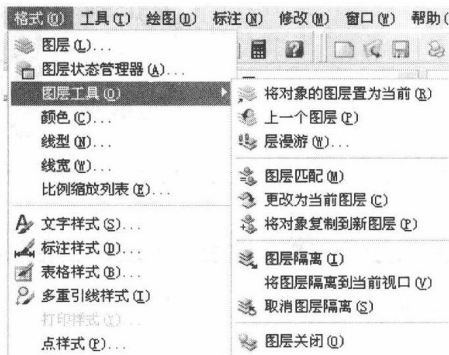 格式(O) 工具(T) 绘图(D) 标注(N) 修改(M) 窗口(W) 帮助(
图层(L)...
图层状态管理器(A)...
图层工具(O)
颜色(C)...
线型(N)...
线宽(W)...
比例缩放列表(E)...
文字样式(S)...
标注样式(D)...
表格样式(B)...
多重引线样式(I)
打印样式(Y)...
点样式(P)...
将对象的图层置为当前(R)
上一个图层(P)
层漫游(W)...
图层匹配(M)
更改为当前图层(C)
将对象复制到新图层(P)
图层隔离(I)
将图层隔离到当前视口(V)
取消图层隔离(S)
图层关闭(O)